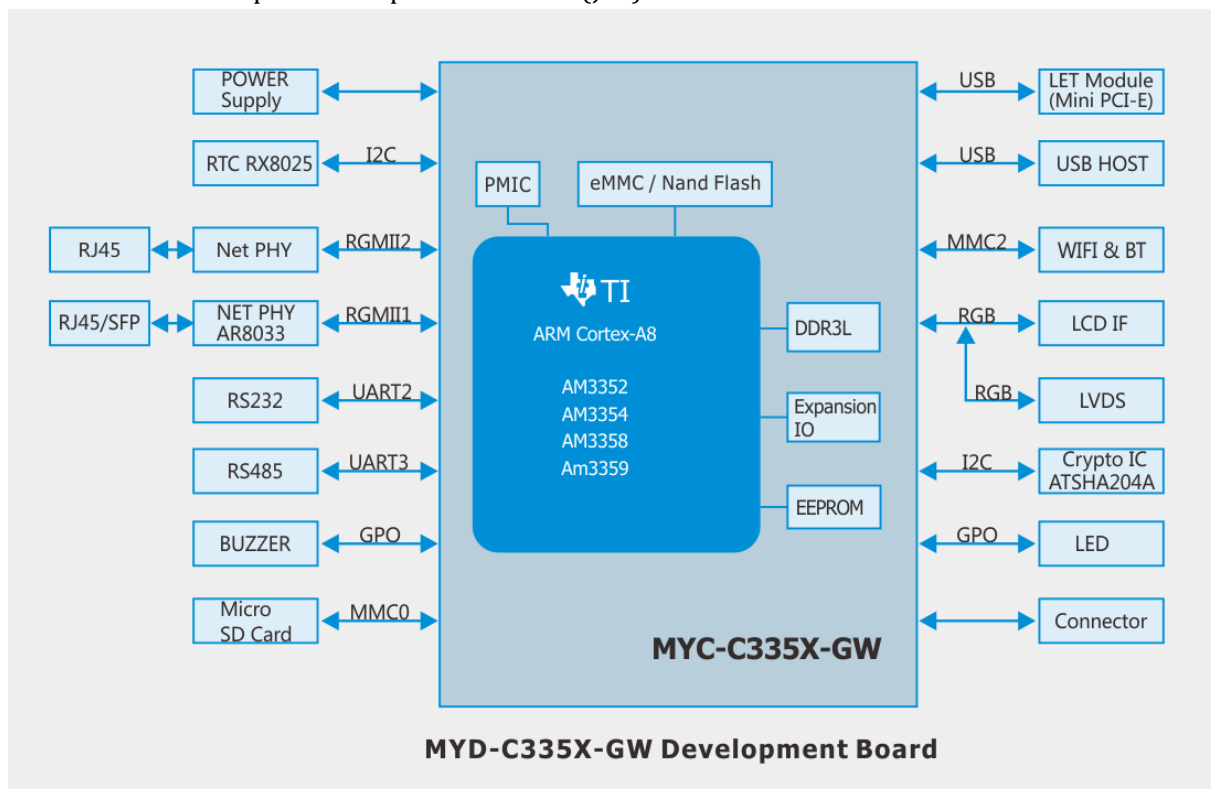 POWER
Supply
USB
LET Module
(Mini PCI-E)
RTC RX8025
I2C
USB
USB HOST
PMIC
eMMC / Nand Flash
RJ45
Net PHY
RGMII2
MMC2
WIFI & BT
TI
RJ45/SFP
NET PHY
AR8033
RGMII1
ARM Cortex-A8
DDR3L
RGB
LCD IF
RS232
UART2
AM3352
AM3354
AM3358
Am3359
Expansion
IO
RGB
LVDS
RS485
UART3
I2C
Crypto IC
ATSHA204A
EEPROM
BUZZER
GPO
GPO
LED
Micro
SD Card
MMC0
Connector
MYC-C335X-GW
MYD-C335X-GW Development Board